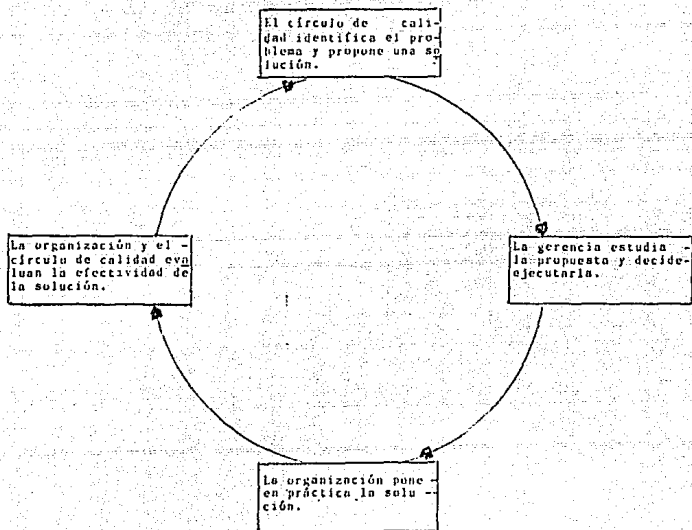 El círculo de cali-
dad identifica el pro-
blema y propone una so
lución.
La gerencia estudia -
la propuesta y decide-
ejecutarla.
La organización pone -
en práctica la solu --
ción.
La organización y el -
círculo de calidad eva
luan la efectividad de
la solución.